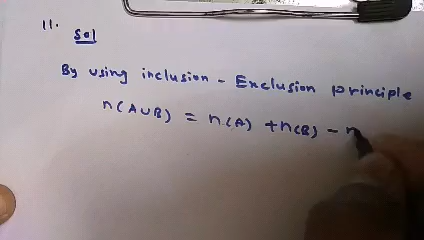 11.
Sol
By using inclusion - Exclusion principle
n(A∪B) = n(A) + n(B) - n